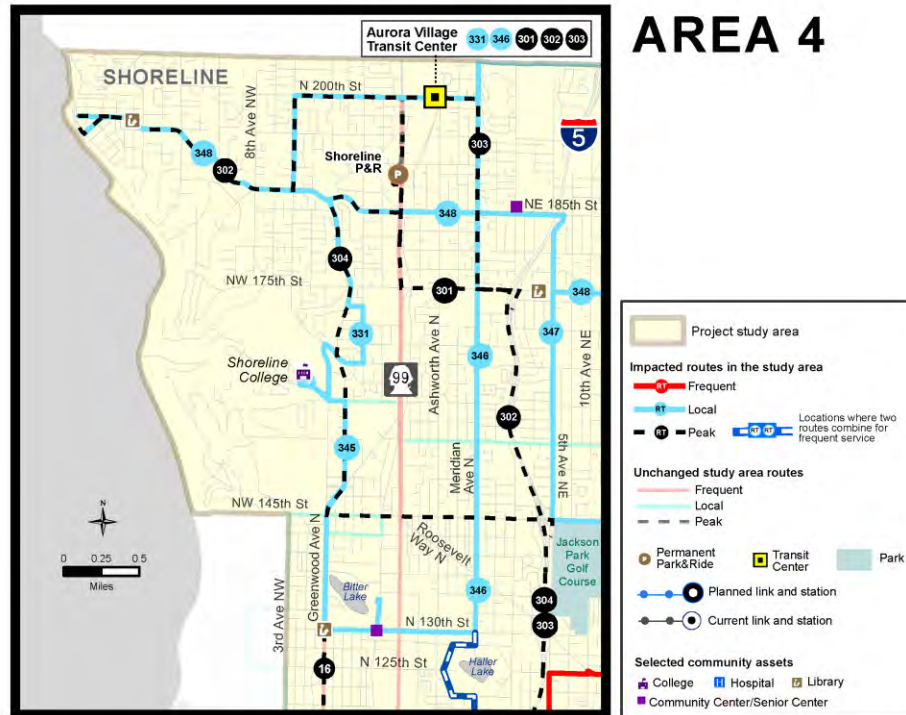 AREA 4
Aurora Village
Transit Center
331 346 301 302 303
SHORELINE
N 200th St
8th Ave NW
5
303
348
302
Shoreline
P&R
P
348
NE 185th St
304
NW 175th St
301
348
331
Ashworth Ave N
347
10th Ave NE
346
Shoreline
College
99
302
345
Meridian
Ave N
5th Ave NE
NW 145th St
N
0 0.25 0.5
Miles
Greenwood Ave N
Roosevelt
Way N
Jackson
Park
Golf
Course
3rd Ave NW
Bitter
Lake
346
304
303
N 130th St
16
N 125th St
Haller
Lake
Project study area
Impacted routes in the study area
RT Frequent
RT Local
RT Peak
RT RT
Locations where two
routes combine for
frequent service
Unchanged study area routes
Frequent
Local
Peak
P Permanent
Park&Ride
Transit
Center
Park
Planned link and station
Current link and station
Selected community assets
College H Hospital Library
Community Center/Senior Center